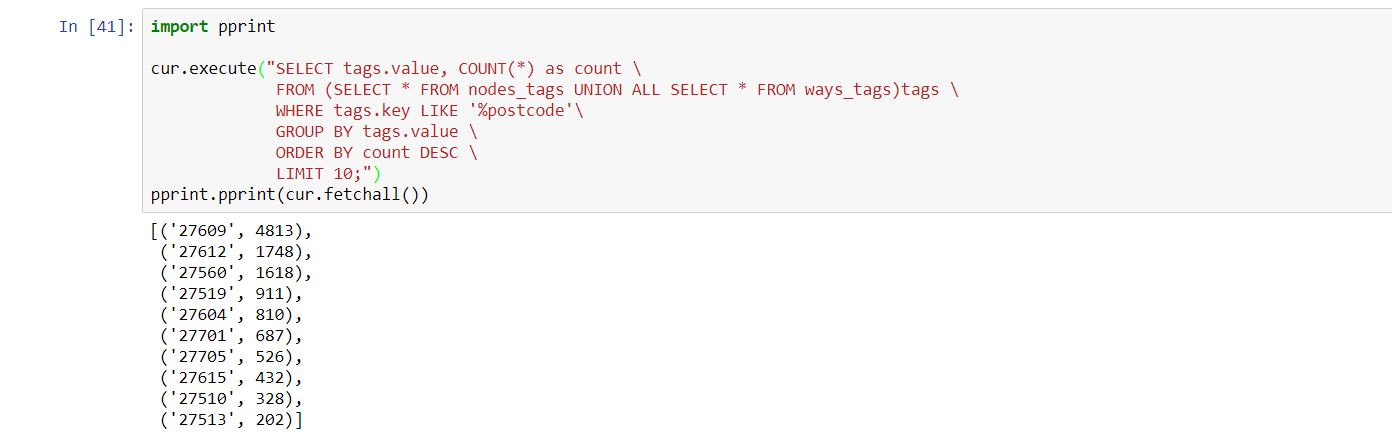 In [41]: import pprint
cur.execute("SELECT tags.value, COUNT(*) as count \
FROM (SELECT * FROM nodes_tags UNION ALL SELECT * FROM ways_tags)tags \
WHERE tags.key LIKE '%postcode'\
GROUP BY tags.value \
ORDER BY count DESC \
LIMIT 10;")
pprint.pprint(cur.fetchall())
[('27609', 4813),
('27612', 1748),
('27560', 1618),
('27519', 911),
('27604', 810),
('27701', 687),
('27705', 526),
('27615', 432),
('27510', 328),
('27513', 202)]